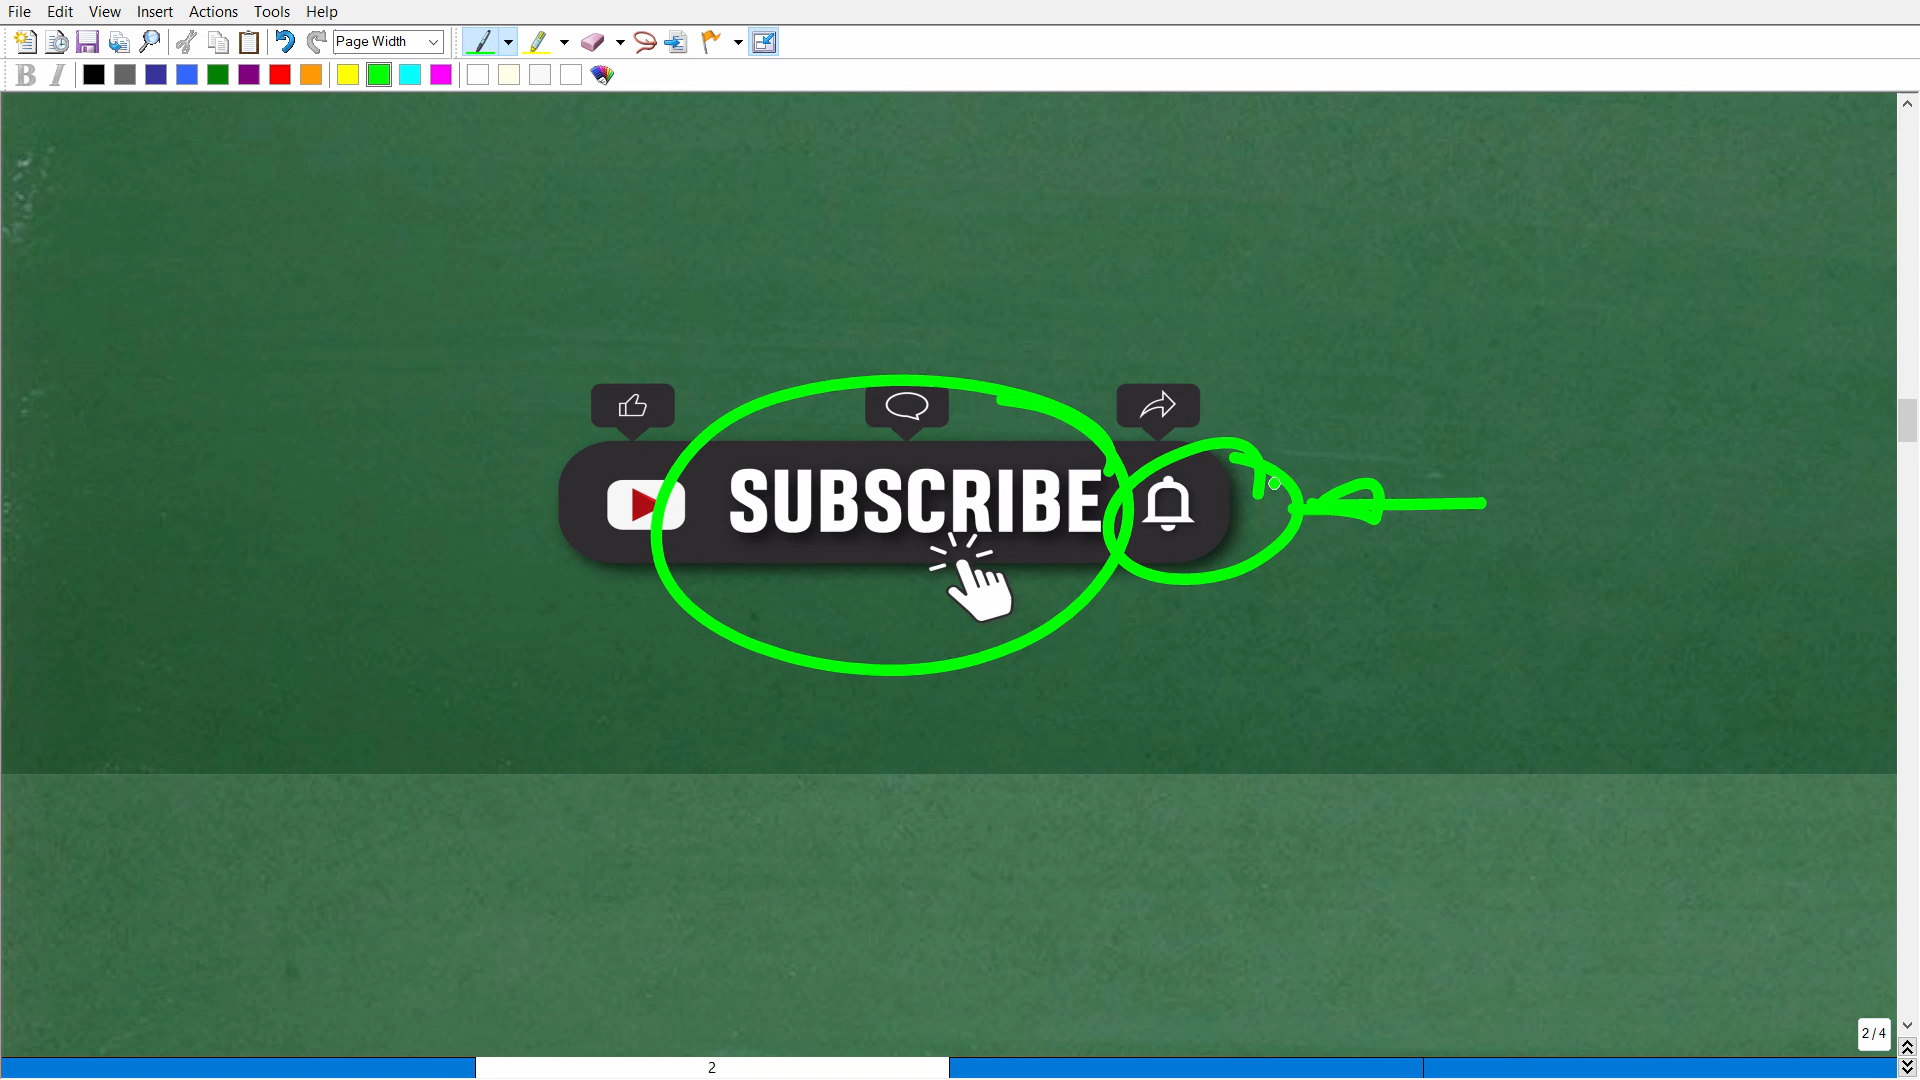 File Edit View Insert Actions Tools Help
Page Width
B I
SUBSCRIBE
2 / 4
2